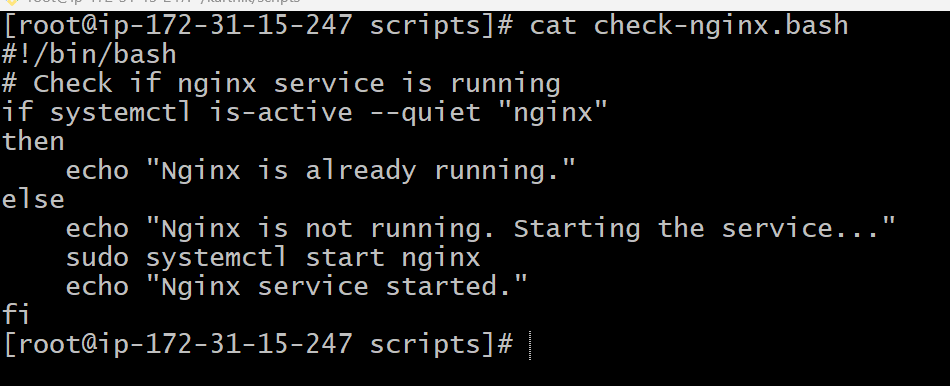 [root@ip-172-31-15-247 scripts]# cat check-nginx.bash
#!/bin/bash
# Check if nginx service is running
if systemctl is-active --quiet "nginx"
then
    echo "Nginx is already running."
else
    echo "Nginx is not running. Starting the service..."
    sudo systemctl start nginx
    echo "Nginx service started."
fi
[root@ip-172-31-15-247 scripts]#